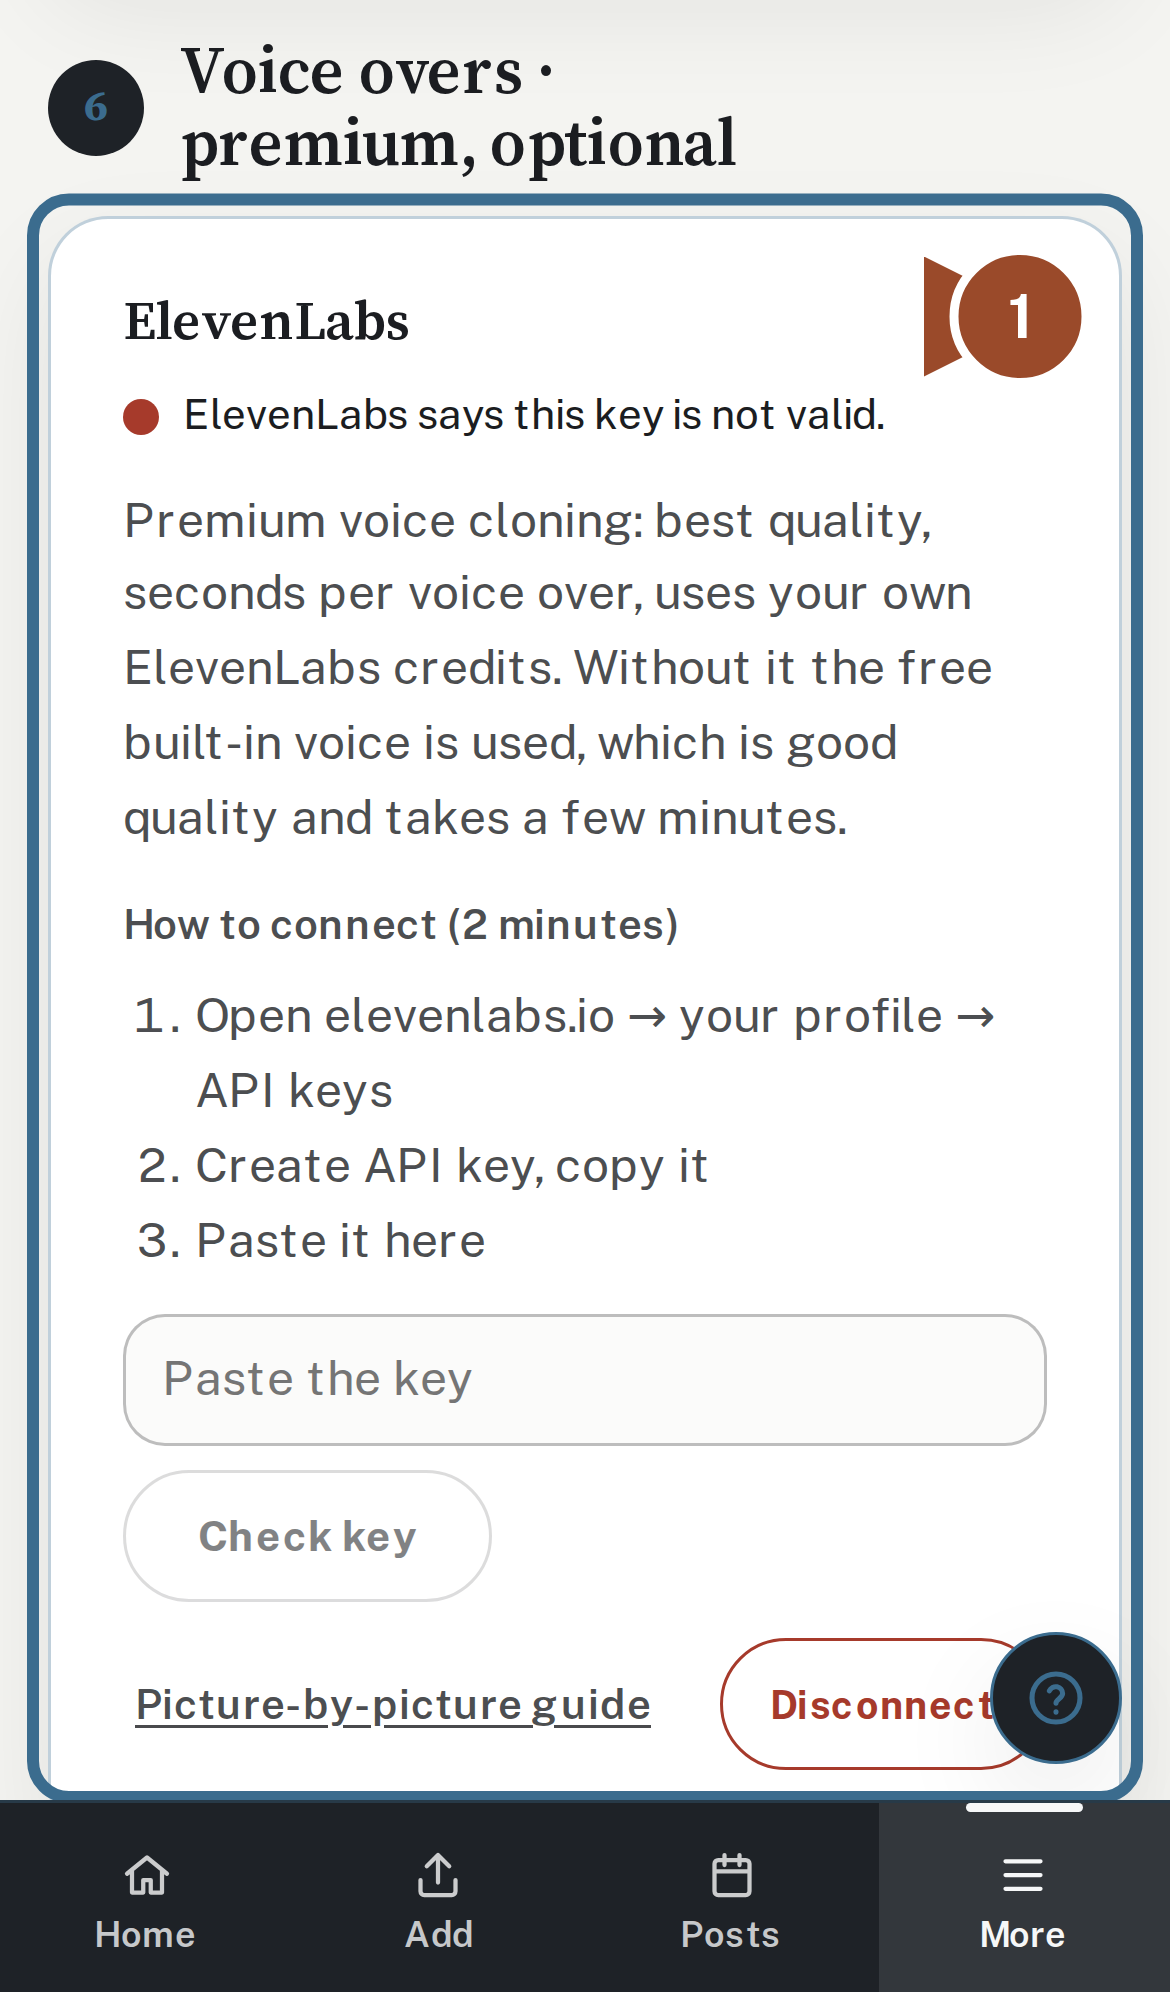 6
Voice overs ·
premium, optional
ElevenLabs
1
ElevenLabs says this key is not valid.
Premium voice cloning: best quality,
seconds per voice over, uses your own
ElevenLabs credits. Without it the free
built-in voice is used, which is good
quality and takes a few minutes.
How to connect (2 minutes)
1. Open elevenlabs.io → your profile →
API keys
2. Create API key, copy it
3. Paste it here
Paste the key
Check key
Picture-by-picture guide
Disconnect
?
Home
Add
Posts
More